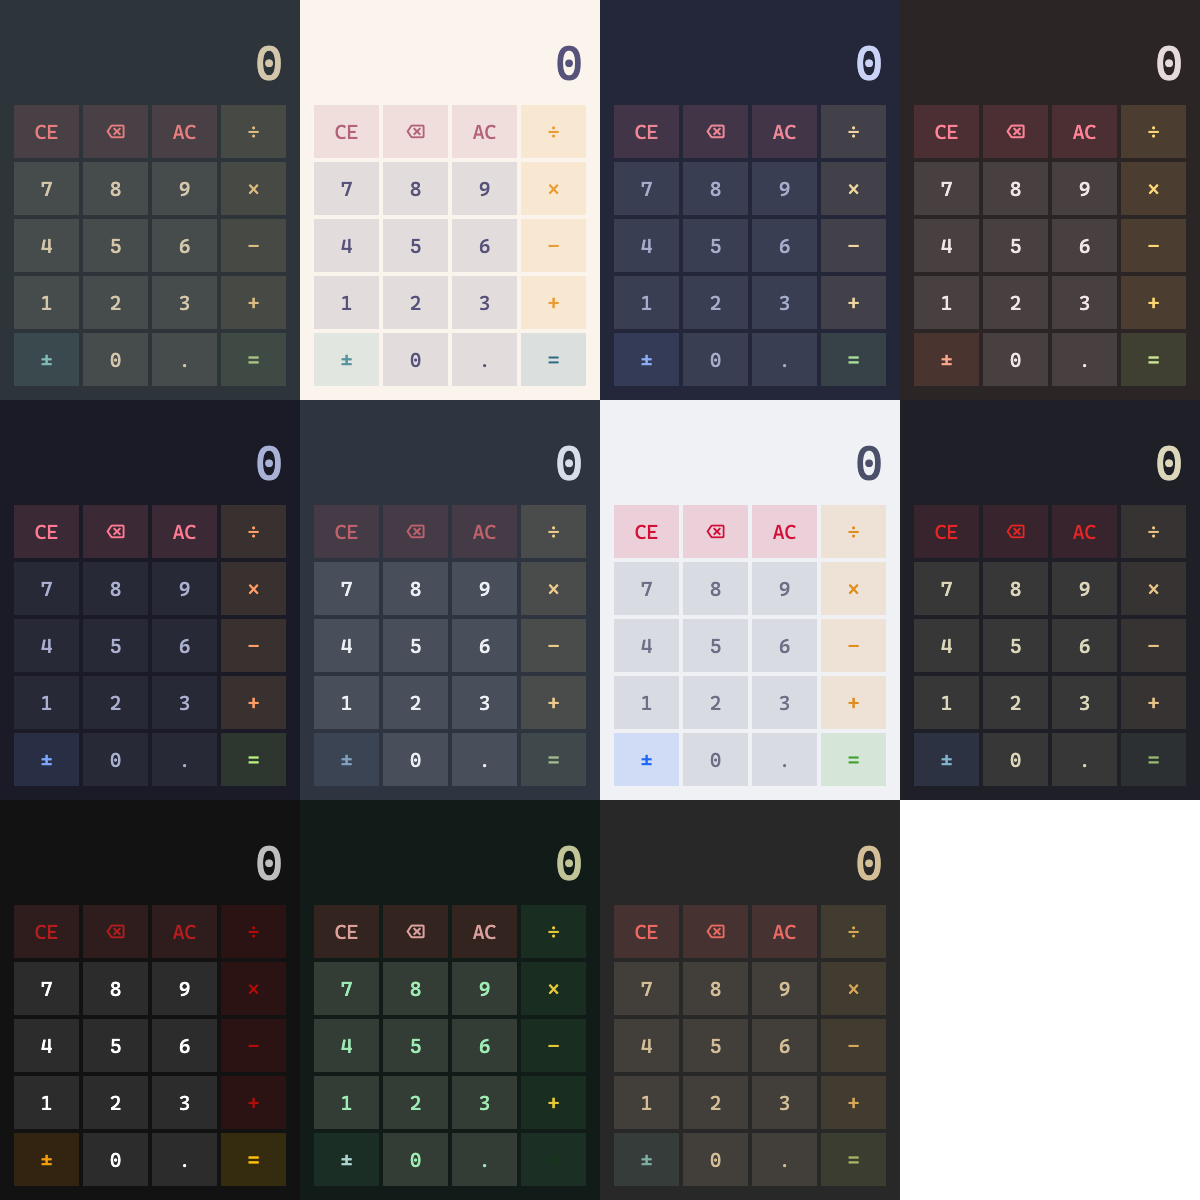 0
CE ⌫ AC ÷
7 8 9 ×
4 5 6 −
1 2 3 +
± 0 . =
0
CE ⌫ AC ÷
7 8 9 ×
4 5 6 −
1 2 3 +
± 0 . =
0
CE ⌫ AC ÷
7 8 9 ×
4 5 6 −
1 2 3 +
± 0 . =
0
CE ⌫ AC ÷
7 8 9 ×
4 5 6 −
1 2 3 +
± 0 . =
0
CE ⌫ AC ÷
7 8 9 ×
4 5 6 −
1 2 3 +
± 0 . =
0
CE ⌫ AC ÷
7 8 9 ×
4 5 6 −
1 2 3 +
± 0 . =
0
CE ⌫ AC ÷
7 8 9 ×
4 5 6 −
1 2 3 +
± 0 . =
0
CE ⌫ AC ÷
7 8 9 ×
4 5 6 −
1 2 3 +
± 0 . =
0
CE ⌫ AC ÷
7 8 9 ×
4 5 6 −
1 2 3 +
± 0 . =
0
CE ⌫ AC ÷
7 8 9 ×
4 5 6 −
1 2 3 +
± 0 .
0
CE ⌫ AC ÷
7 8 9 ×
4 5 6 −
1 2 3 +
± 0 . =